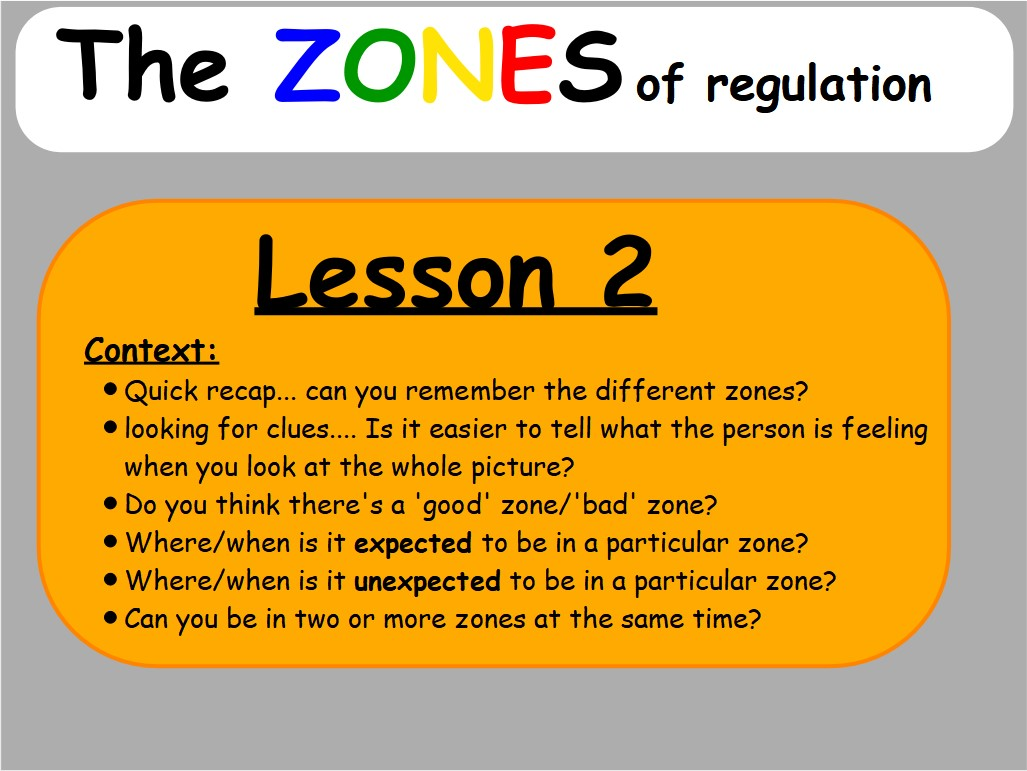 The ZONES of regulation
Lesson 2
Context:
• Quick recap... can you remember the different zones?
• looking for clues.... Is it easier to tell what the person is feeling
when you look at the whole picture?
• Do you think there's a 'good' zone/'bad' zone?
• Where/when is it expected to be in a particular zone?
• Where/when is it unexpected to be in a particular zone?
• Can you be in two or more zones at the same time?